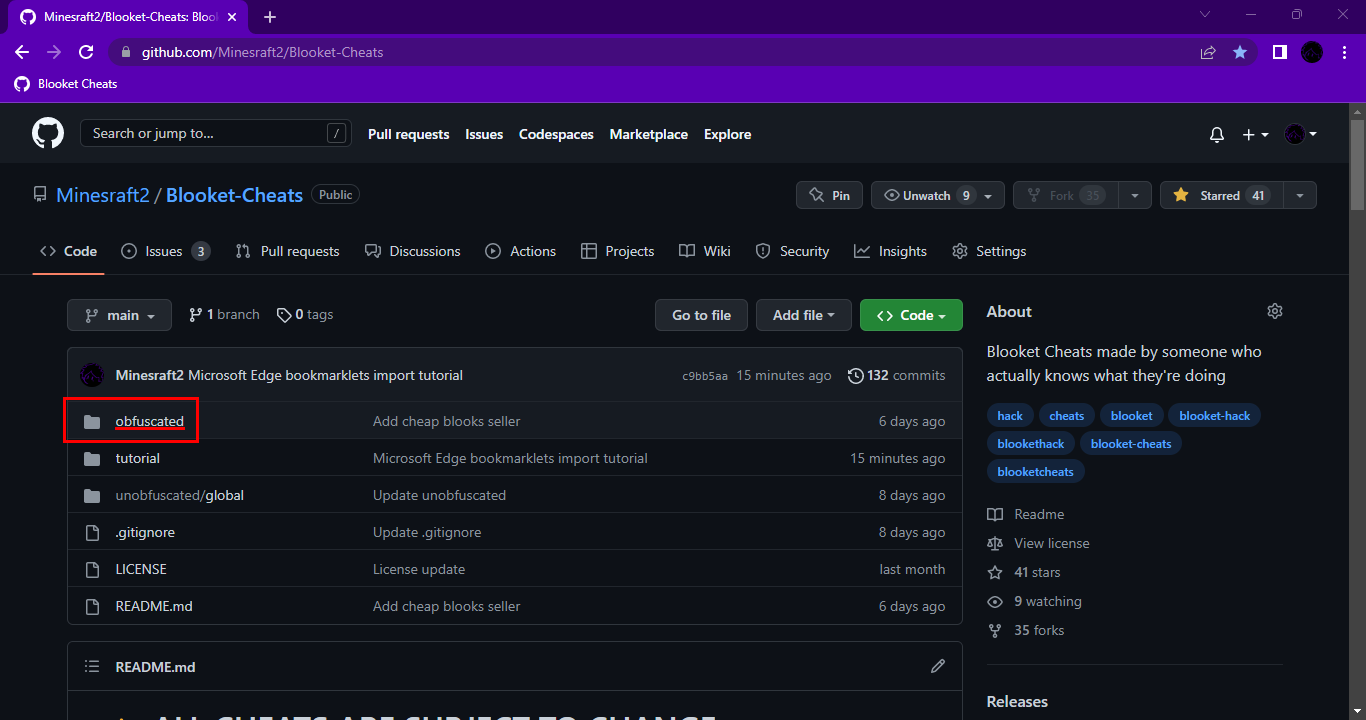 Minesraft2/Blooket-Cheats: Bloo
github.com/Minesraft2/Blooket-Cheats
Blooket Cheats
Search or jump to... /
Pull requests Issues Codespaces Marketplace Explore
Minesraft2 / Blooket-Cheats Public
Pin Unwatch 9 Fork 35 Starred 41
Code Issues 3 Pull requests Discussions Actions Projects Wiki Security Insights Settings
main 1 branch 0 tags Go to file Add file Code
Minesraft2 Microsoft Edge bookmarklets import tutorial c9bb5aa 15 minutes ago 132 commits
obfuscated Add cheap blooks seller 6 days ago
tutorial Microsoft Edge bookmarklets import tutorial 15 minutes ago
unobfuscated/global Update unobfuscated 8 days ago
.gitignore Update .gitignore 8 days ago
LICENSE License update last month
README.md Add cheap blooks seller 6 days ago
README.md
ALL CHEATS ARE SUBJECT TO CHANGE
About
Blooket Cheats made by someone who
actually knows what they're doing
hack cheats blooket blooket-hack
blookethack blooket-cheats
blooketcheats
Readme
View license
41 stars
9 watching
35 forks
Releases